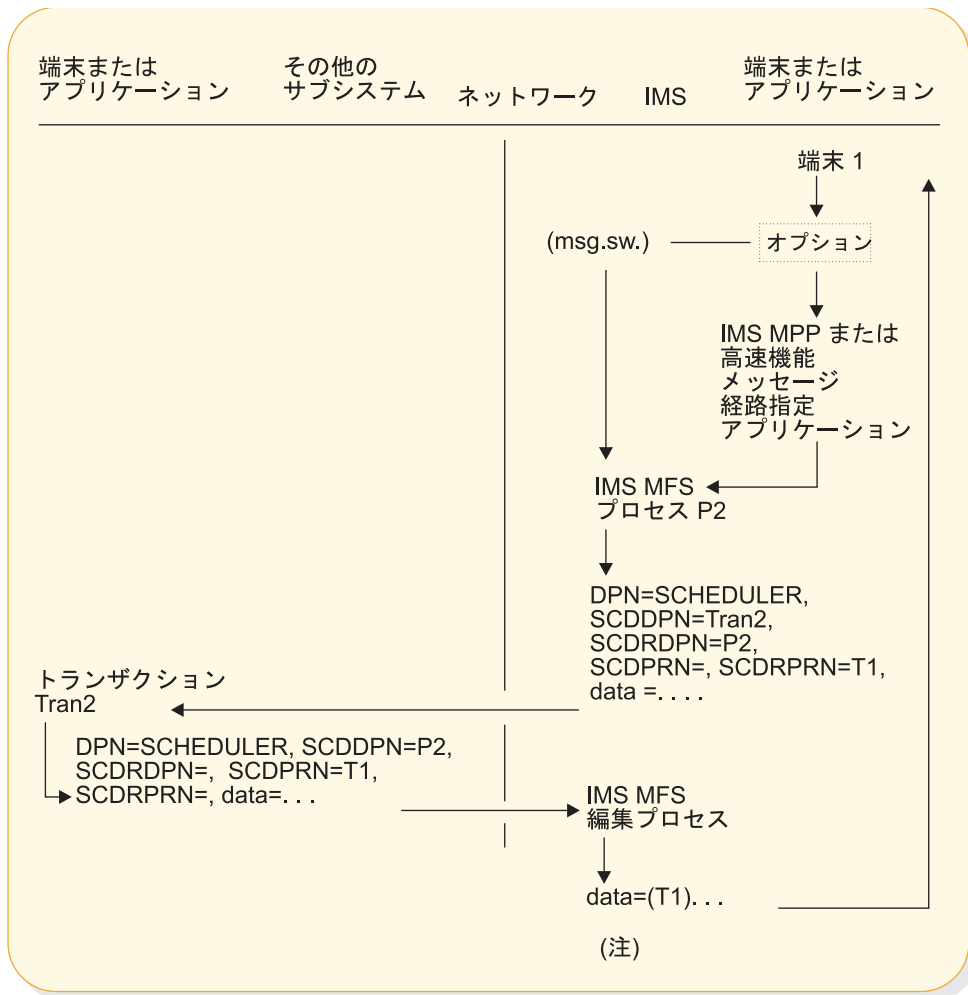 端末または
アプリケーション
その他の
サブシステム
ネットワーク
IMS
端末または
アプリケーション
端末 1
(msg.sw.)
オプション
IMS MPP または
高速機能
メッセージ
経路指定
アプリケーション
IMS MFS
プロセス P2
DPN=SCHEDULER,
SCDDPN=Tran2,
SCDRDPN=P2,
SCDPRN=, SCDRPRN=T1,
data =. . . .
トランザクション
Tran2
DPN=SCHEDULER, SCDDPN=P2,
SCDRDPN=, SCDPRN=T1,
SCDRPRN=, data=. . .
IMS MFS
編集プロセス
data=(T1). . .
(注)